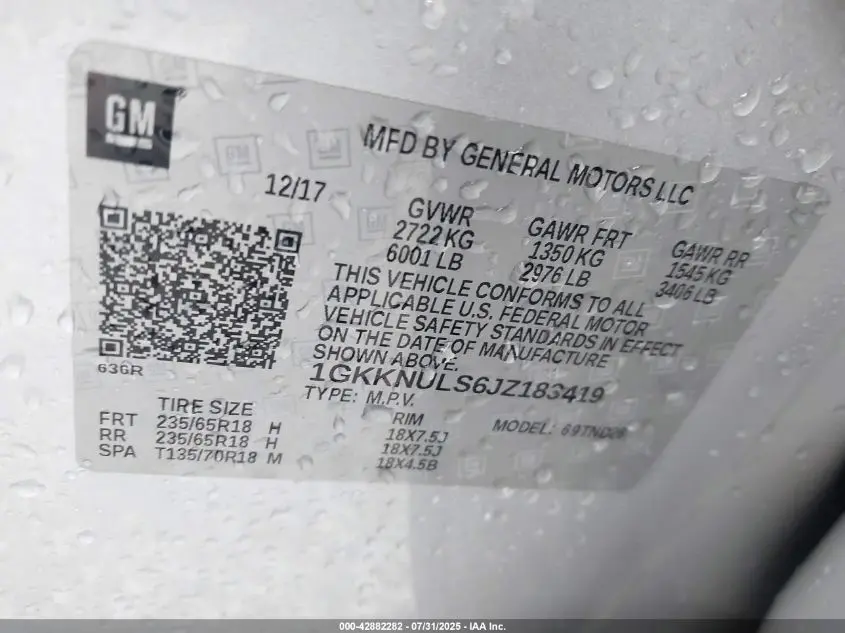 GM
MFD BY GENERAL MOTORS LLC
12/17
GVWR GAWR FRT GAWR RR
2722 KG 1350 KG 1545 KG
6001 LB 2976 LB 3406 LB
THIS VEHICLE CONFORMS TO ALL
APPLICABLE U.S. FEDERAL MOTOR
VEHICLE SAFETY STANDARDS IN EFFECT
ON THE DATE OF MANUFACTURE
SHOWN ABOVE.
636R
1GKKNULS6JZ183419
TYPE: M.P.V.
TIRE SIZE RIM MODEL:
FRT 235/65R18 H 18X7.5J
RR 235/65R18 H 18X7.5J
SPA T135/70R18 M 18X4.5B
000-42882282 - 07/31/2025 - IAA Inc.